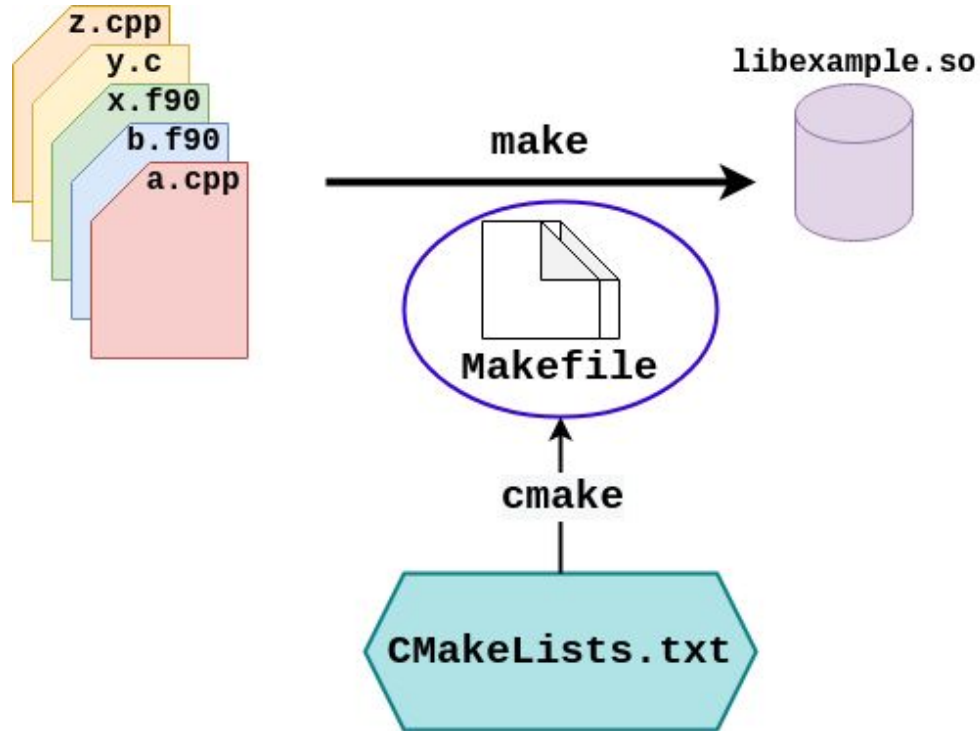 z.cpp
y.c
x.f90
b.f90
a.cpp
make
libexample.so
Makefile
cmake
CMakeLists.txt